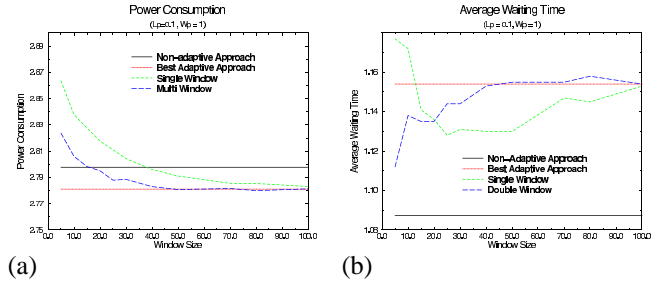 Power Consumption
(Lp=0.1, Wp=1)
Power Consumption
2.89
2.87
2.85
2.83
2.81
2.79
2.77
2.75
Non-adaptive Approach
Best Adaptive Approach
Single Window
Multi Window
0.0 10.0 20.0 30.0 40.0 50.0 60.0 70.0 80.0 90.0 100.0
Window Size
(a)
Average Waiting Time
(Lp = 0.1, Wp = 1)
Average Waiting Time
1.16
1.14
1.12
1.10
1.08
Non-Adaptive Approach
Best Adaptive Approach
Single Window
Double Window
0.0 10.0 20.0 30.0 40.0 50.0 60.0 70.0 80.0 90.0 100.0
Window Size
(b)